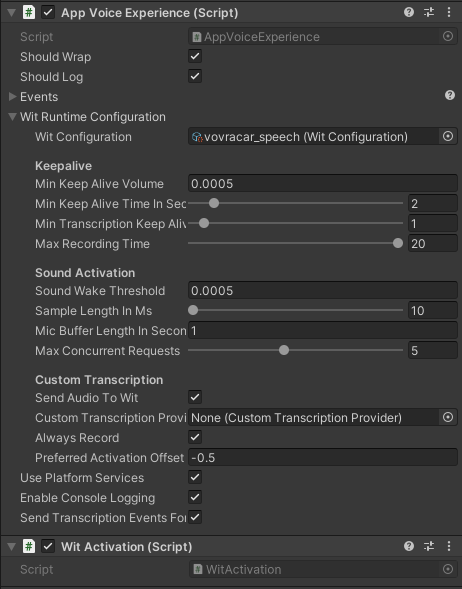 App Voice Experience (Script)
Script AppVoiceExperience
Should Wrap
Should Log
Events
Wit Runtime Configuration
Wit Configuration vovracar_speech (Wit Configuration)
Keepalive
Min Keep Alive Volume 0.0005
Min Keep Alive Time In Sec 2
Min Transcription Keep Aliv 1
Max Recording Time 20
Sound Activation
Sound Wake Threshold 0.0005
Sample Length In Ms 10
Mic Buffer Length In Secon 1
Max Concurrent Requests 5
Custom Transcription
Send Audio To Wit
Custom Transcription Provi None (Custom Transcription Provider)
Always Record
Preferred Activation Offset -0.5
Use Platform Services
Enable Console Logging
Send Transcription Events For
Wit Activation (Script)
Script WitActivation